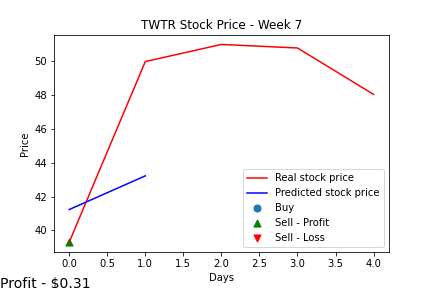 TWTR Stock Price - Week 7
Price
50
48
46
44
42
40
Real stock price
Predicted stock price
Buy
Sell - Profit
Sell - Loss
0.0 0.5 1.0 1.5 2.0 2.5 3.0 3.5 4.0
Days
Profit - $0.31